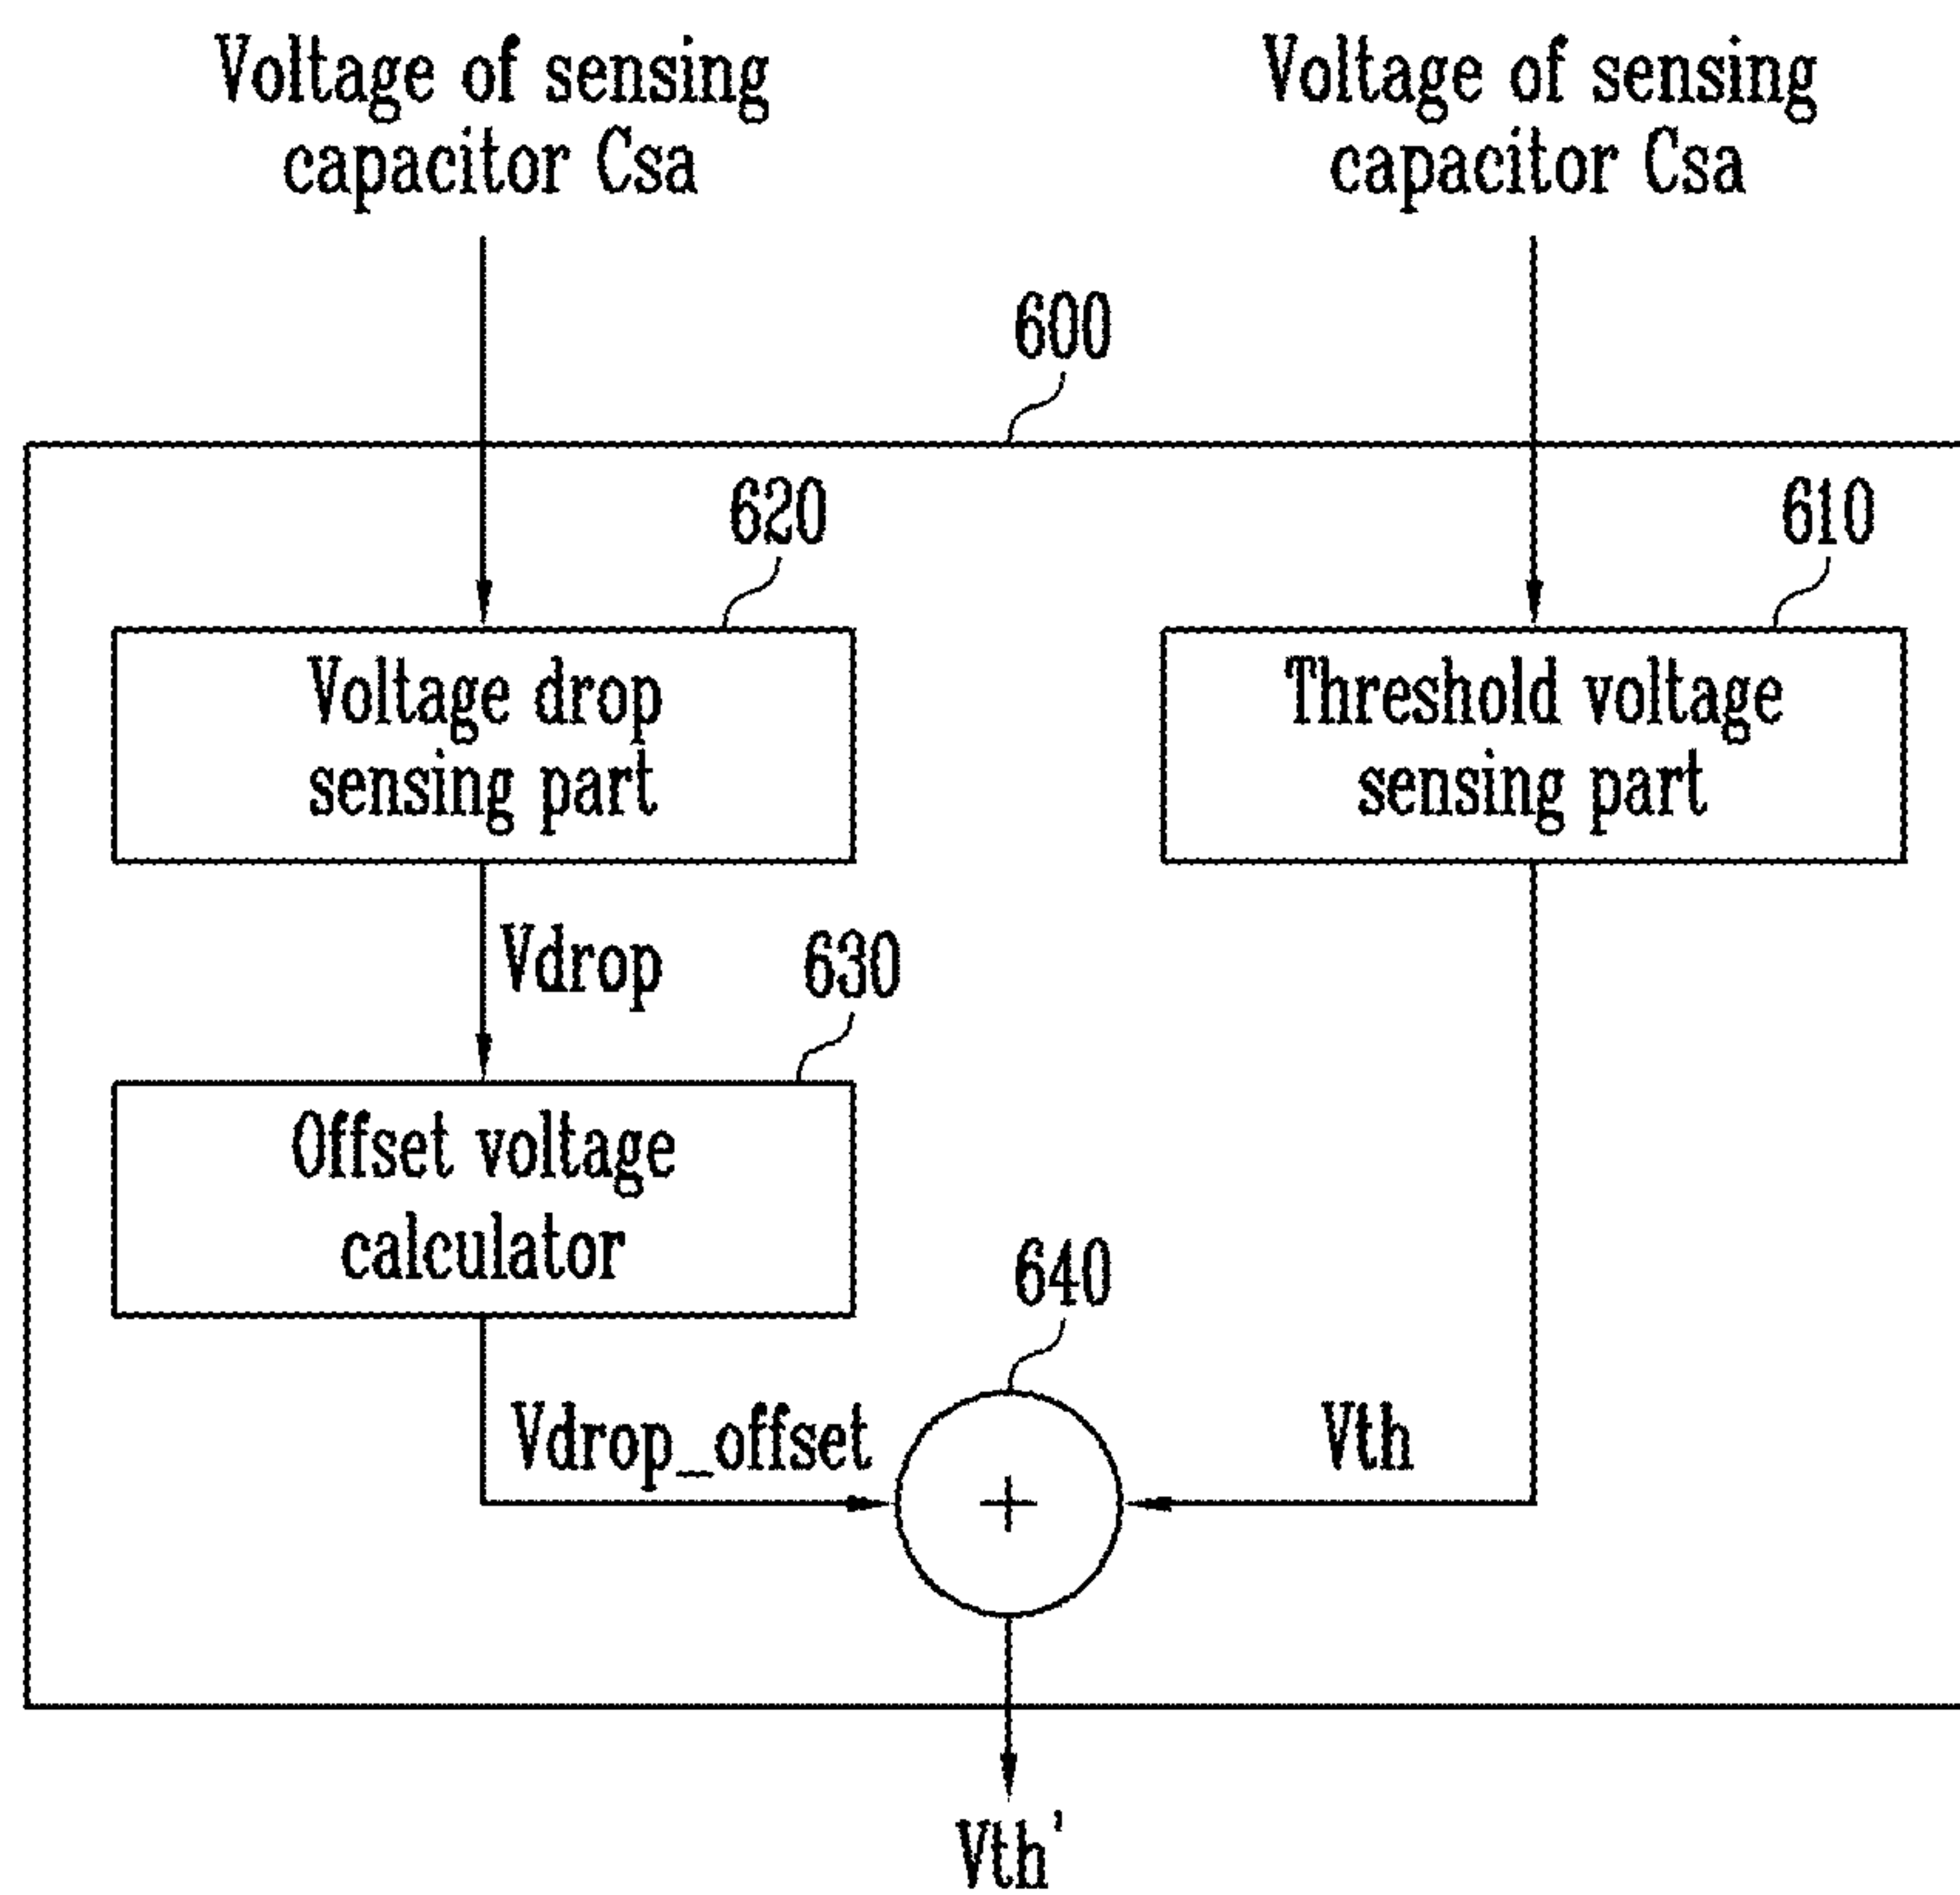 Voltage of sensing
capacitor Csa
Voltage of sensing
capacitor Csa
600
620
610
Voltage drop
sensing part
Threshold voltage
sensing part
Vdrop
630
Offset voltage
calculator
640
Vdrop_offset
Vth
+
Vth'